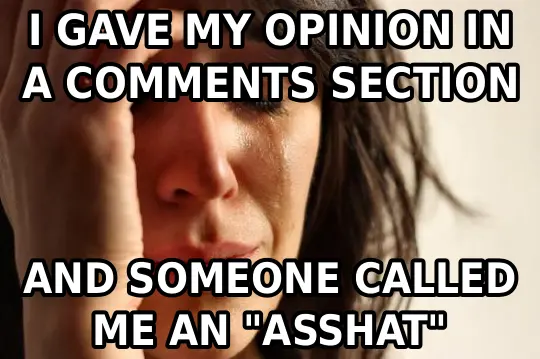 I GAVE MY OPINION IN
A COMMENTS SECTION
AND SOMEONE CALLED
ME AN "ASSHAT"